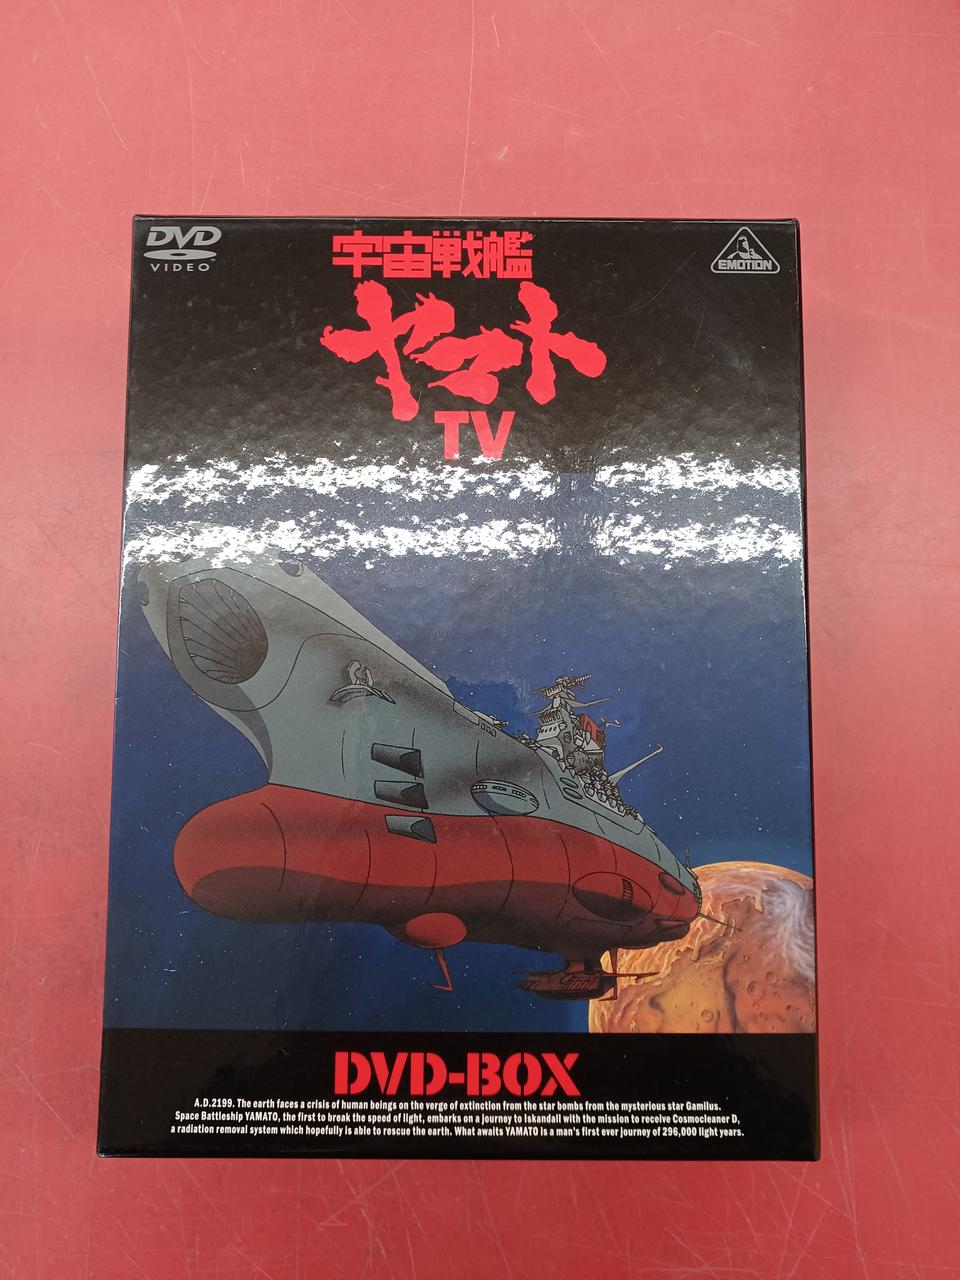 DVD
VIDEO
宇宙戦艦
ヤマト
TV
EMOTION
DVD-BOX
A.D.2199. The earth faces a crisis of human beings on the verge of extinction from the star bombs from the mysterious star Gamilus.
Space Battleship YAMATO, the first to break the speed of light, embarks on a journey to Iskandall with the mission to receive Cosmocleaner D,
a radiation removal system which hopefully is able to rescue the earth. What awaits YAMATO is a man's first ever journey of 296,000 light years.